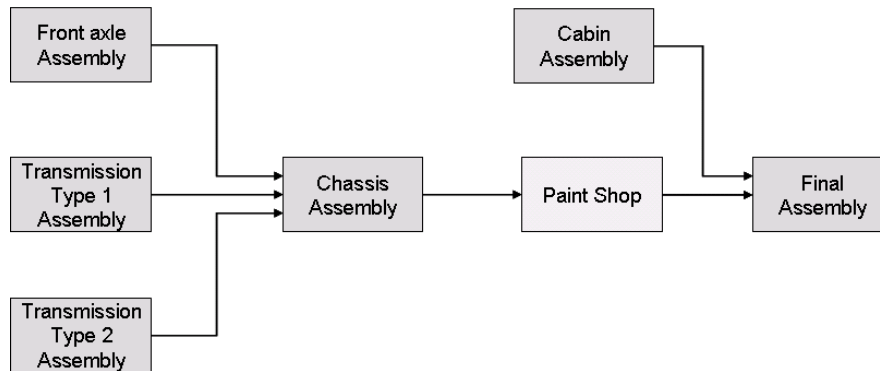 Front axle
Assembly
Cabin
Assembly
Transmission
Type 1
Assembly
Chassis
Assembly
Paint Shop
Final
Assembly
Transmission
Type 2
Assembly